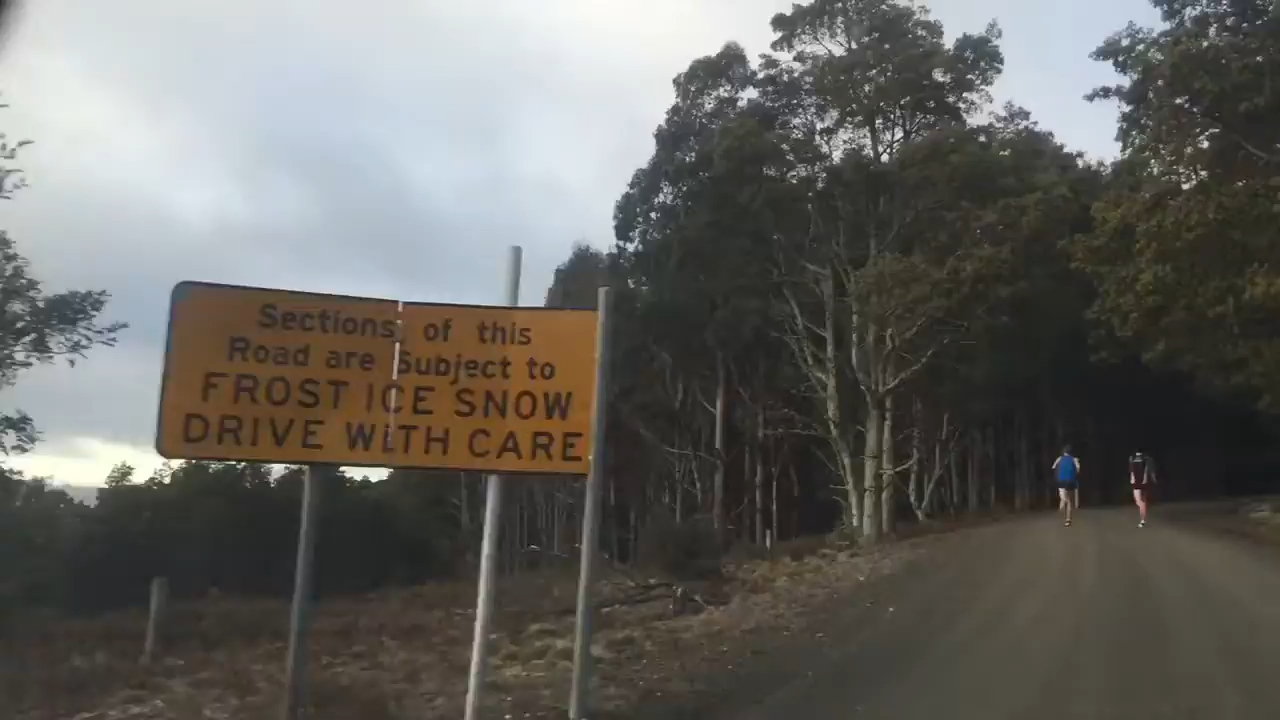 Sections of this
Road are Subject to
FROST ICE SNOW
DRIVE WITH CARE